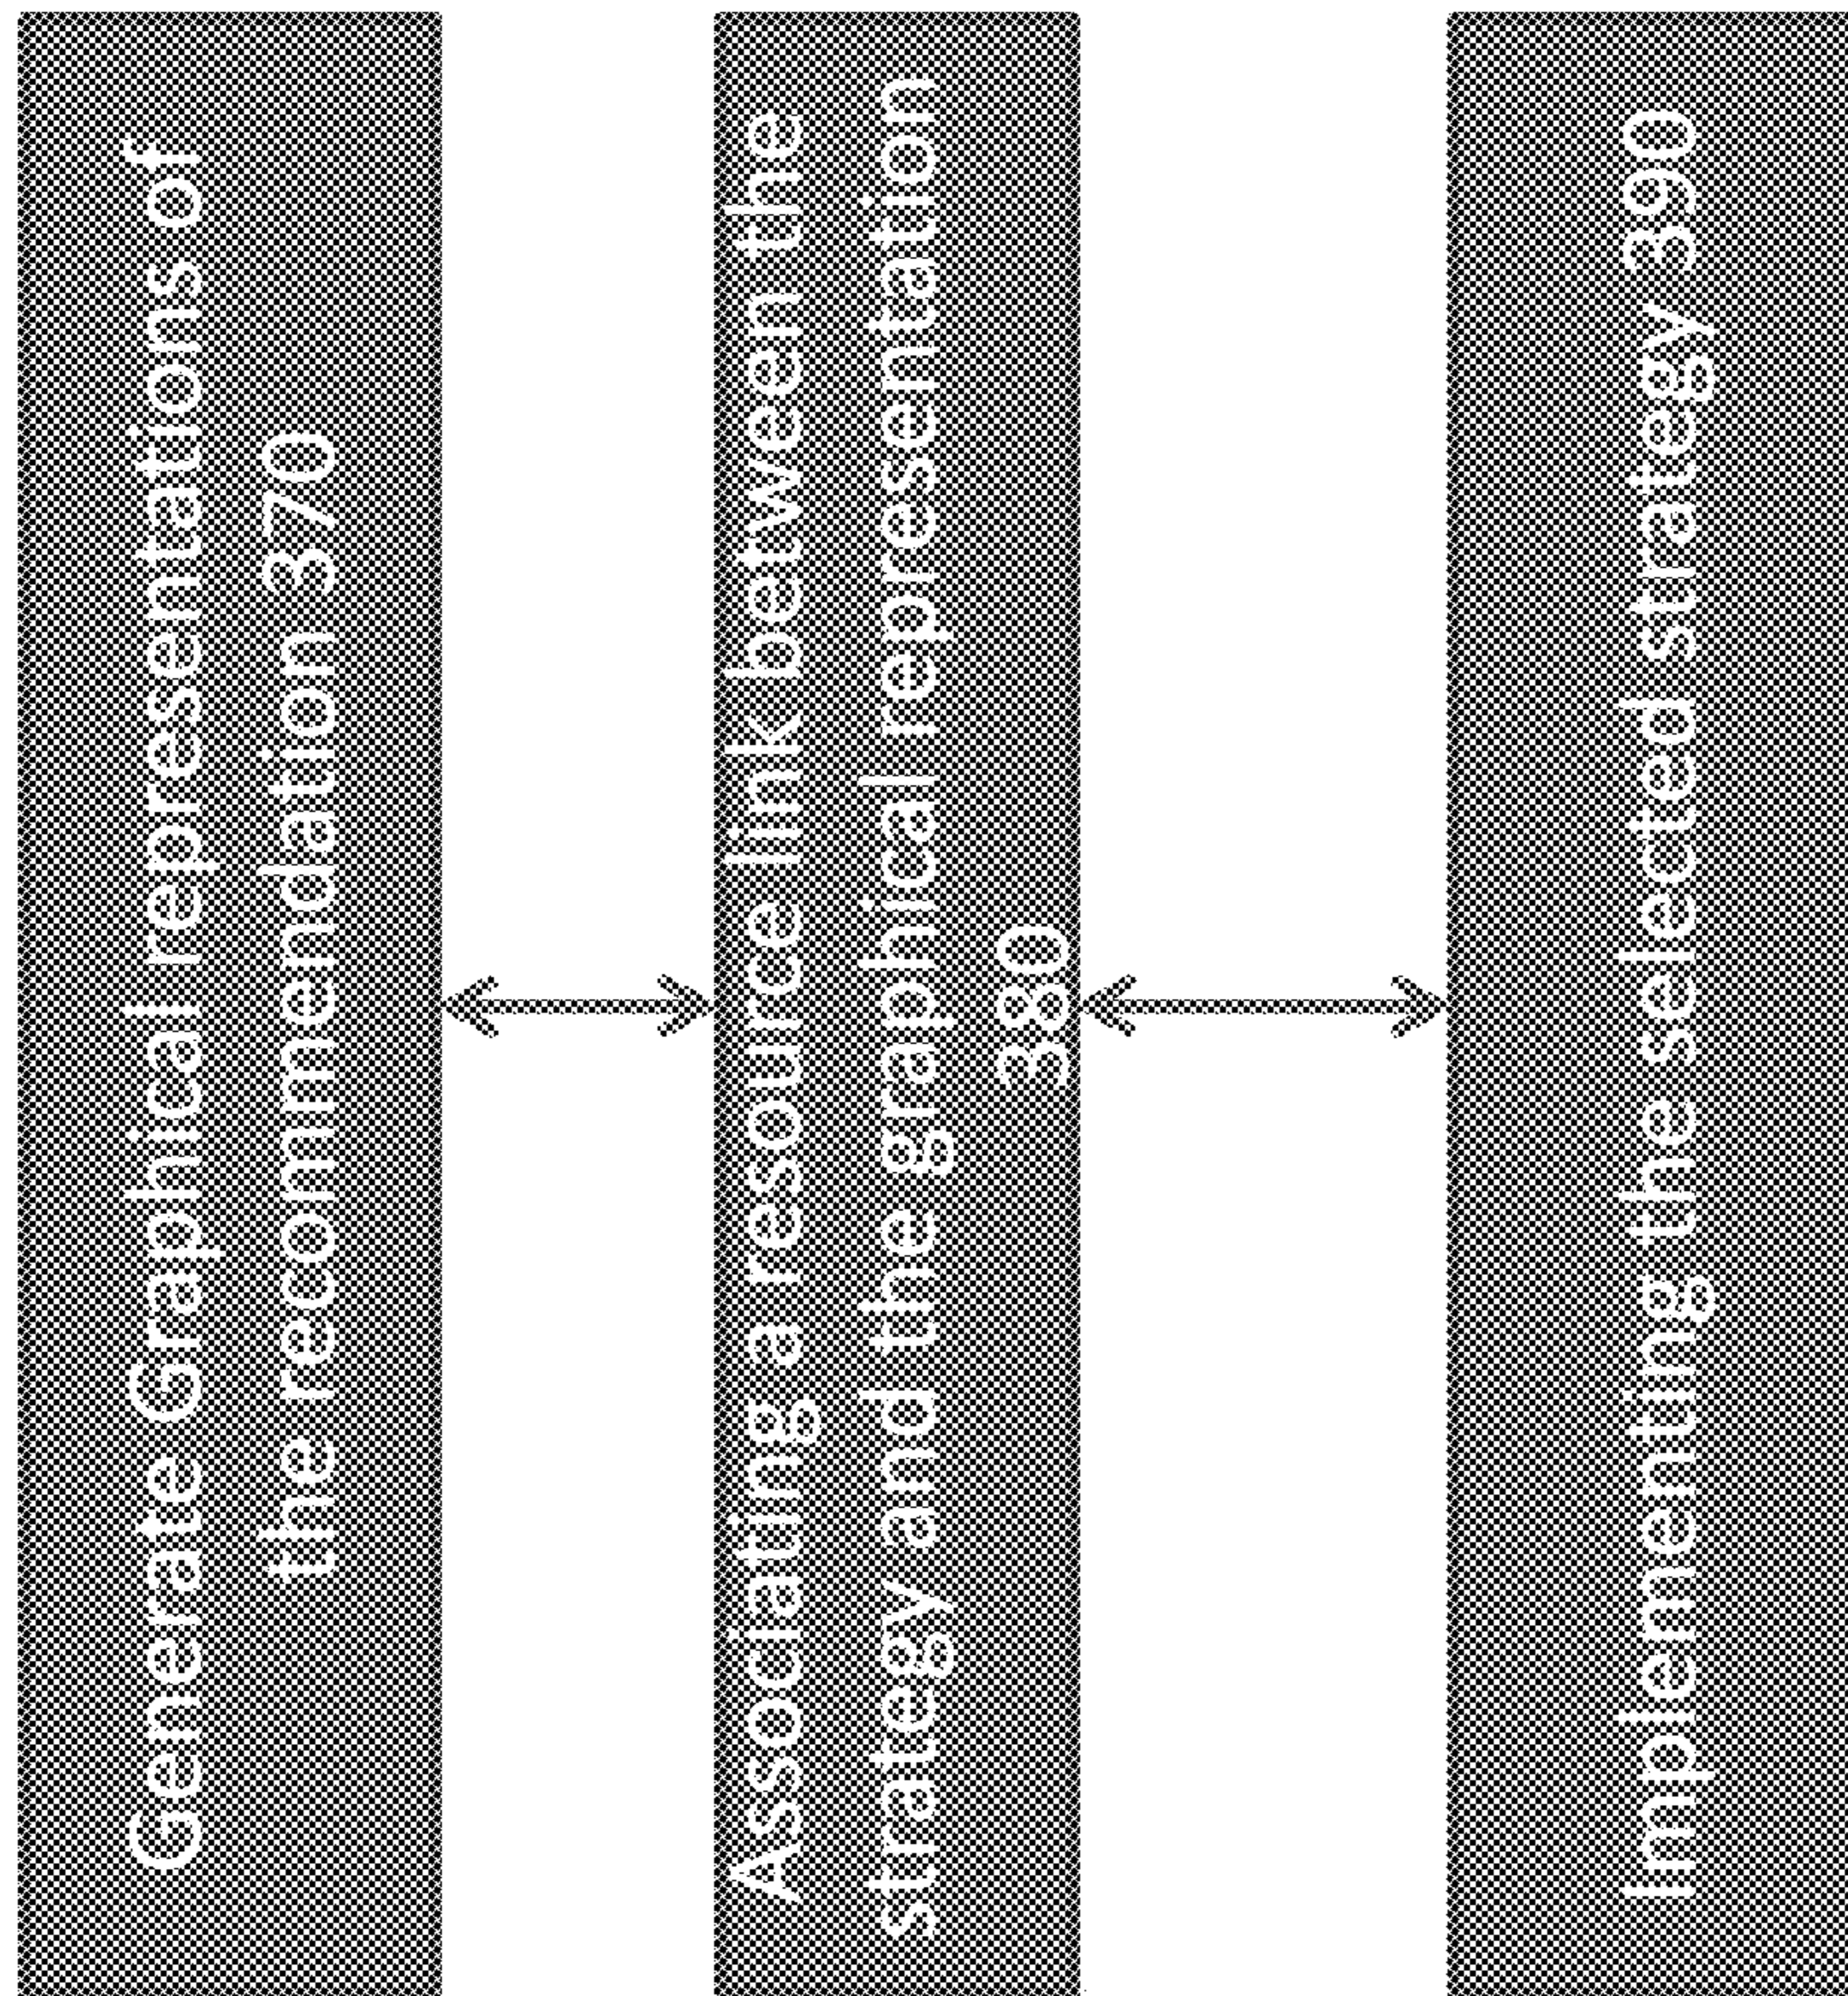 Generate Graphical representations of
the recommendation 370
Associating a resource link between the
strategy and the graphical representation
380
Implementing the selected strategy 390